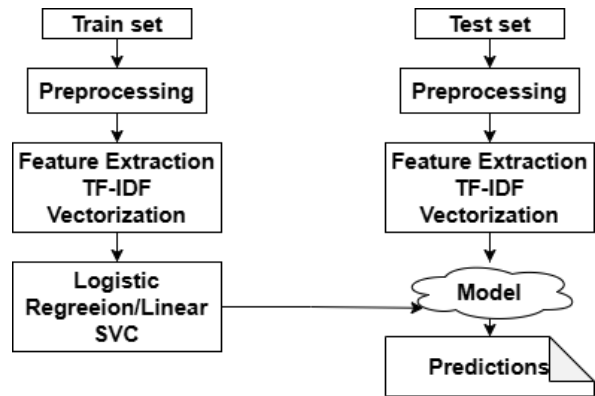 Train set
Preprocessing
Feature Extraction
TF-IDF
Vectorization
Logistic
Regreeion/Linear
SVC
Test set
Preprocessing
Feature Extraction
TF-IDF
Vectorization
Model
Predictions